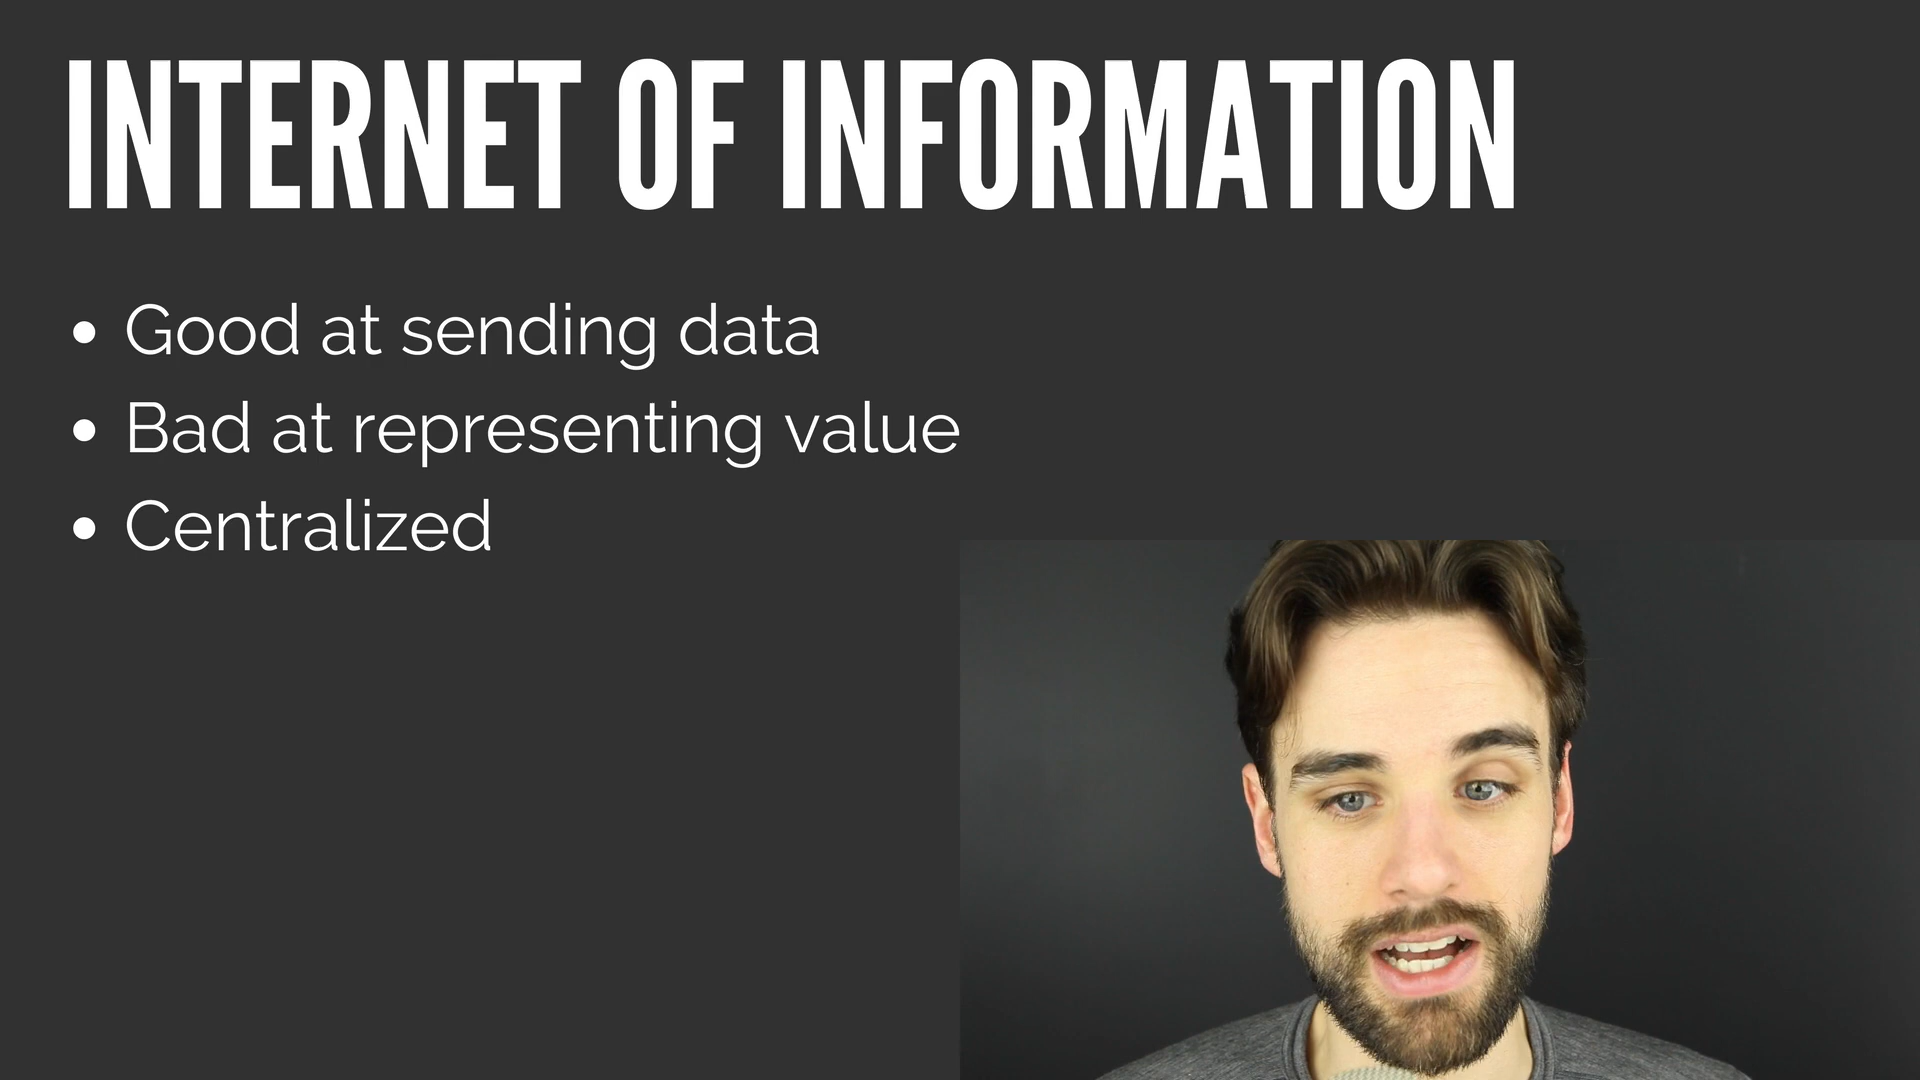 INTERNET OF INFORMATION
• Good at sending data
• Bad at representing value
• Centralized